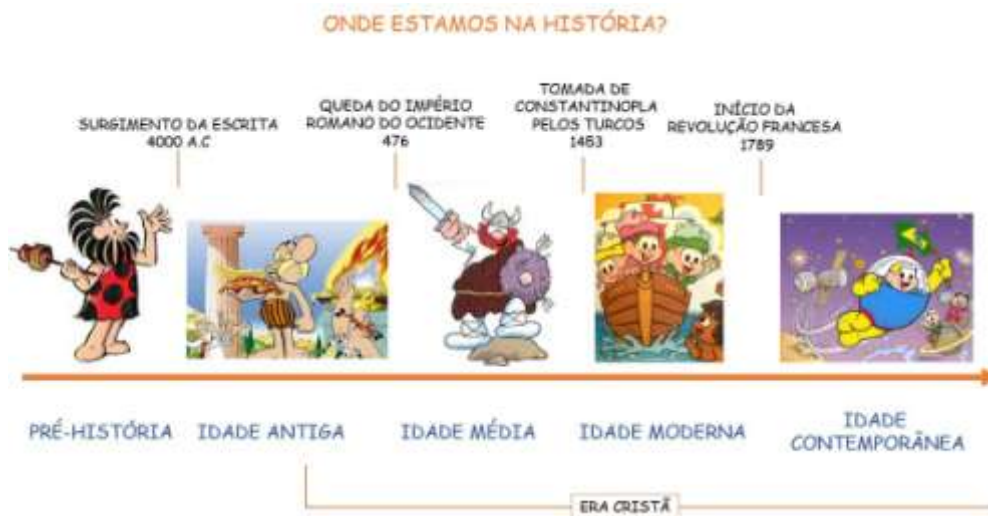 ONDE ESTAMOS NA HISTÓRIA?
SURGIMENTO DA ESCRITA
4000 A.C
QUEDA DO IMPÉRIO
ROMANO DO OCIDENTE
476
TOMADA DE
CONSTANTINOPLA
PELOS TURCOS
1453
INÍCIO DA
REVOLUÇÃO FRANCESA
1789
PRÉ-HISTÓRIA
IDADE ANTIGA
IDADE MÉDIA
IDADE MODERNA
IDADE
CONTEMPORÂNEA
ERA CRISTÃ